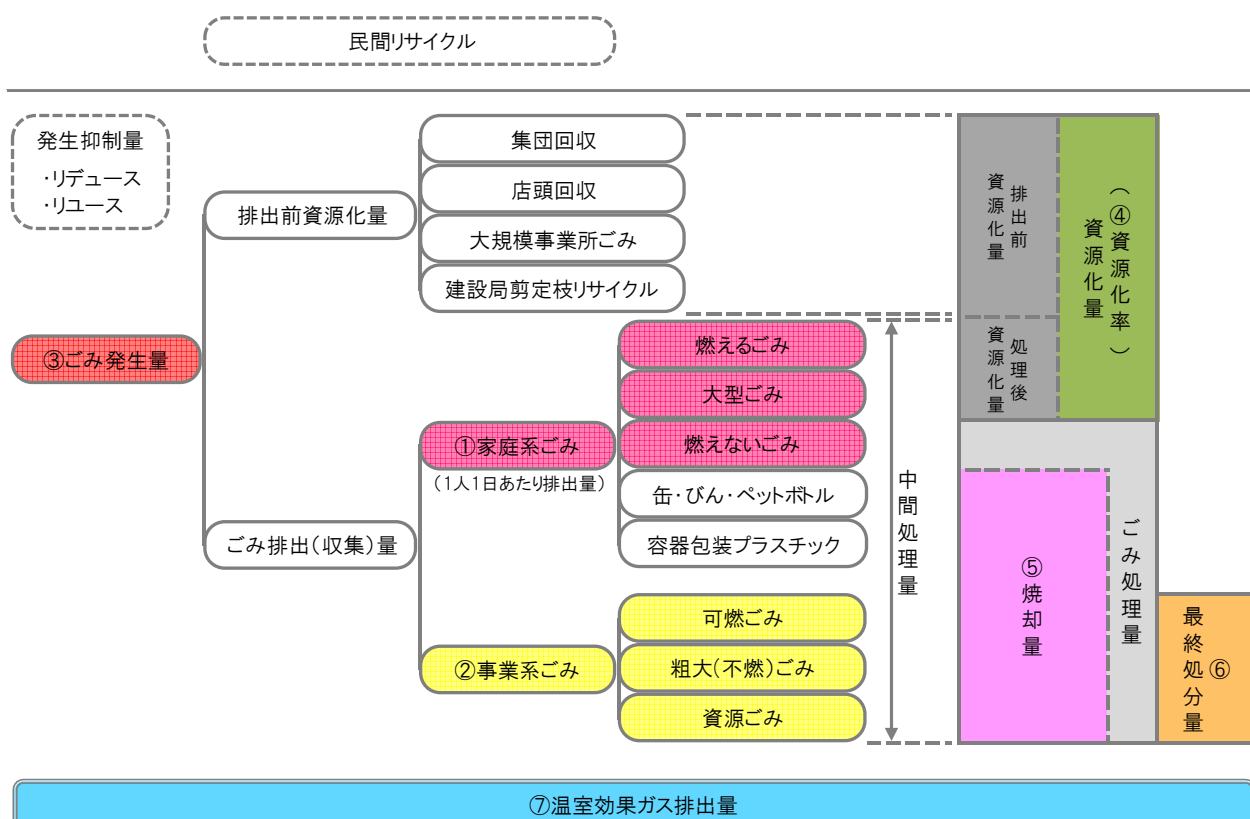 民間リサイクル
発生抑制量
・リデュース
・リユース
集団回収
店頭回収
排出前資源化量
大規模事業所ごみ
建設局剪定枝リサイクル
排出前
資源化量
資源化量
(④資源化率)
処理後
資源化量
③ごみ発生量
燃えるごみ
大型ごみ
①家庭系ごみ
燃えないごみ
(1人1日あたり排出量)
缶・びん・ペットボトル
ごみ排出(収集)量
容器包装プラスチック
中間処理量
⑤焼却量
ごみ処理量
可燃ごみ
②事業系ごみ
粗大(不燃)ごみ
資源ごみ
最終処分量
⑥
⑦温室効果ガス排出量